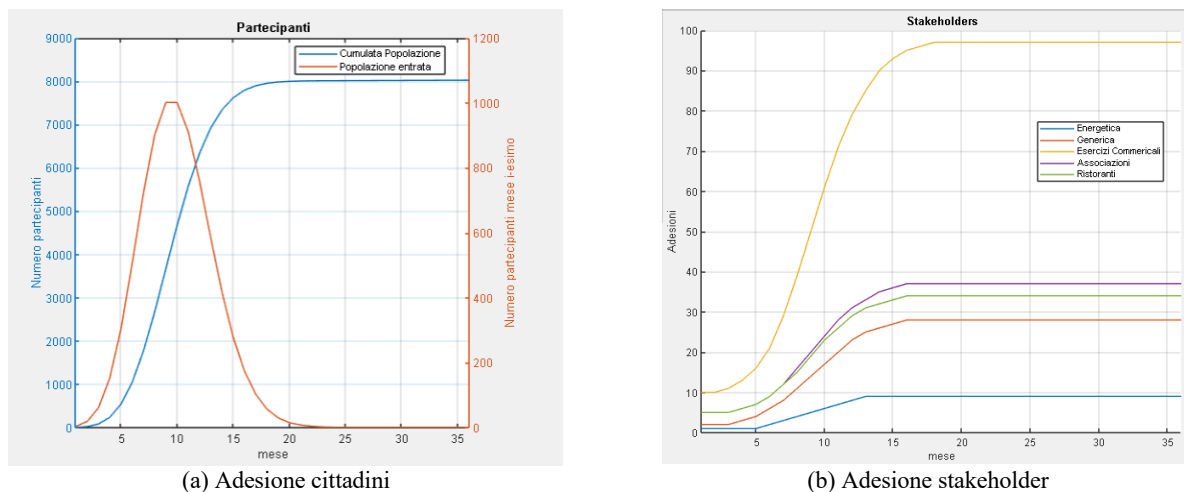 Partecipanti
9000
8000
7000
6000
5000
4000
3000
2000
1000
0
Numero partecipanti
1200
1000
800
600
400
200
0
Numero partecipanti mese i-esimo
Cumulata Popolazione
Popolazione entrata
5 10 15 20 25 30 35
mese
(a) Adesione cittadini
Stakeholders
100
90
80
70
60
50
40
30
20
10
0
Adesioni
Energetica
Generica
Esercizi Commericali
Associazioni
Ristoranti
5 10 15 20 25 30 35
mese
(b) Adesione stakeholder